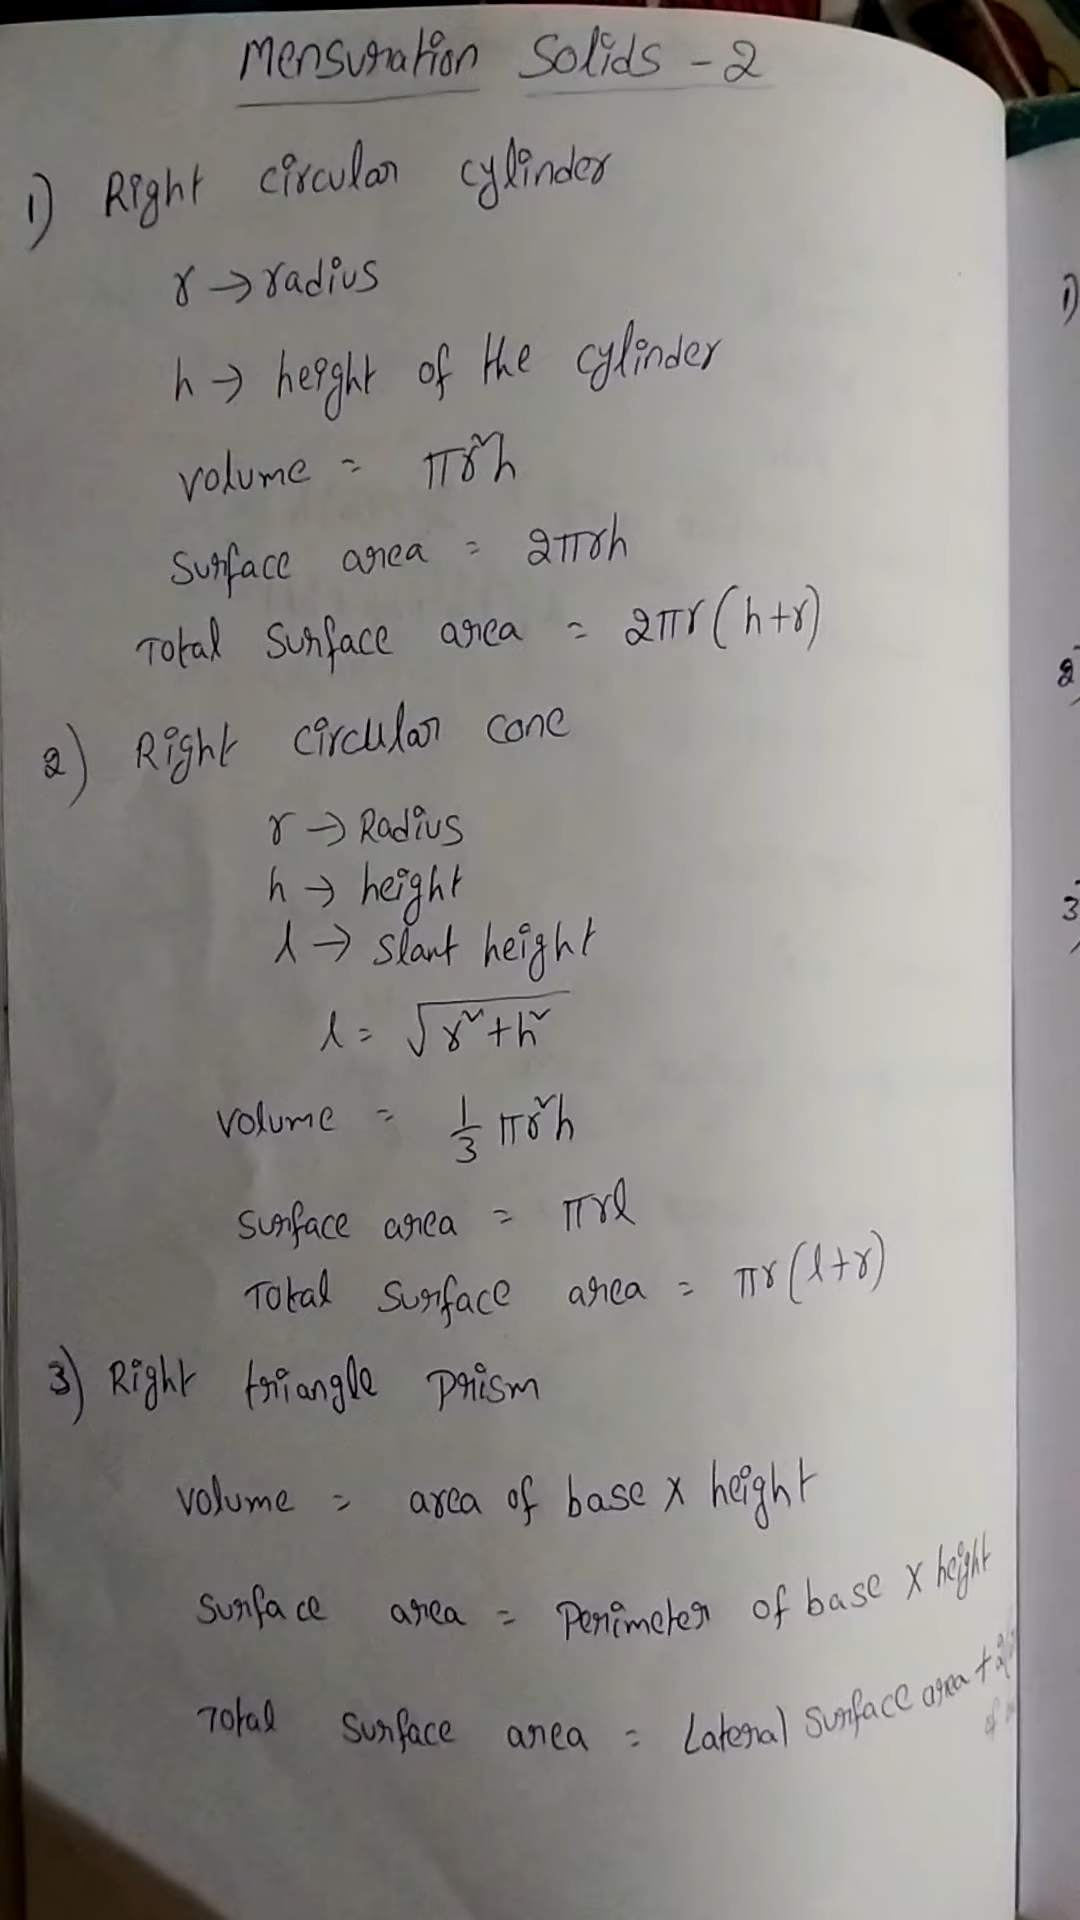 Mensuration Solids - 2
1) Right circular cylinder
r → radius
h → height of the cylinder
volume = πr²h
Surface area = 2πrh
Total Surface area = 2πr(h+r)
2) Right circular cone
r → Radius
h → height
l → slant height
l = √r²+h²
volume = 1/3 πr²h
surface area = πrl
Total surface area = πr(l+r)
3) Right triangle prism
volume = area of base x height
Surface area = Perimeter of base x height
Total surface area = Lateral surface area +
1)
2)
3)